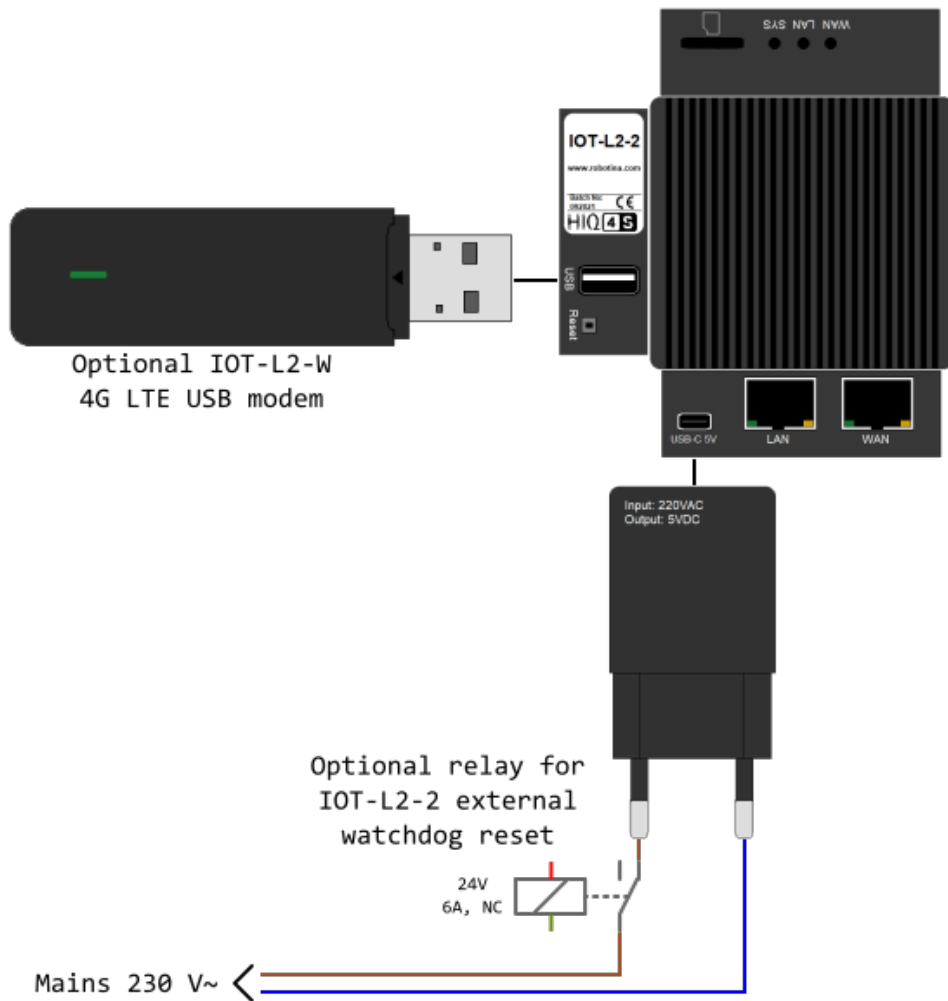 WAN LAN SYS
IOT-L2-2
www.robotina.com
Batch No:
082021 CE
HIQ 4S
USB
Reset
Optional IOT-L2-W
4G LTE USB modem
USB-C 5V LAN WAN
Input: 220VAC
Output: 5VDC
Optional relay for
IOT-L2-2 external
watchdog reset
24V
6A, NC
Mains 230 V~